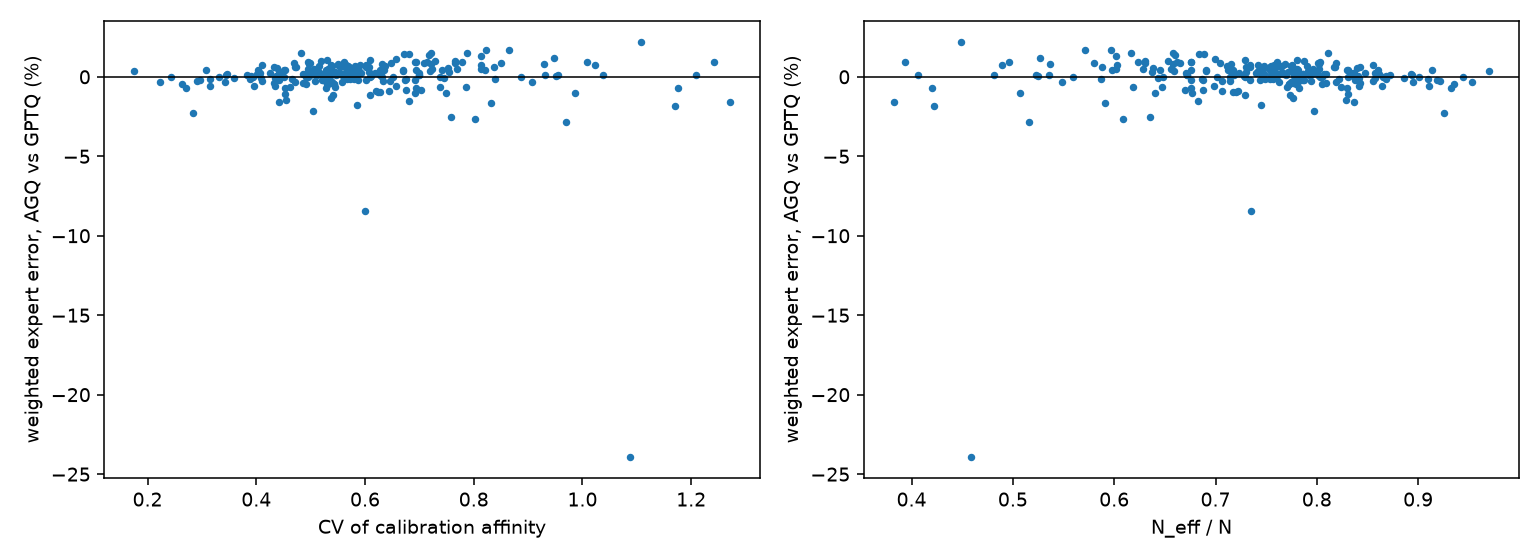 weighted expert error, AGQ vs GPTQ (%)
0
−5
−10
−15
−20
−25
0.2 0.4 0.6 0.8 1.0 1.2
CV of calibration affinity
weighted expert error, AGQ vs GPTQ (%)
0
−5
−10
−15
−20
−25
0.4 0.5 0.6 0.7 0.8 0.9
N_eff / N